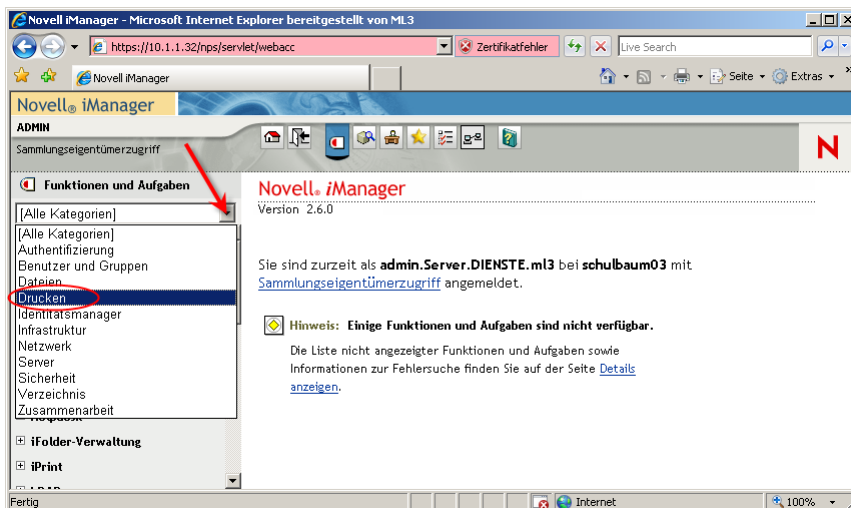 Novell iManager - Microsoft Internet Explorer bereitgestellt von ML3
https://10.1.1.32/nps/servlet/webacc
Zertifikatfehler
Live Search
Novell iManager
Seite
Extras
Novell® iManager
ADMIN
Sammlungseigentümerzugriff
N
Funktionen und Aufgaben
[Alle Kategorien]
[Alle Kategorien]
Authentifizierung
Benutzer und Gruppen
Dateien
Drucken
Identitätsmanager
Infrastruktur
Netzwerk
Server
Sicherheit
Verzeichnis
Zusammenarbeit
iFolder-Verwaltung
iPrint
Novell® iManager
Version 2.6.0
Sie sind zurzeit als admin.Server.DIENSTE.ml3 bei schulbaum03 mit
Sammlungseigentümerzugriff angemeldet.
Hinweis: Einige Funktionen und Aufgaben sind nicht verfügbar.
Die Liste nicht angezeigter Funktionen und Aufgaben sowie
Informationen zur Fehlersuche finden Sie auf der Seite Details
anzeigen.
Fertig
Internet
100%